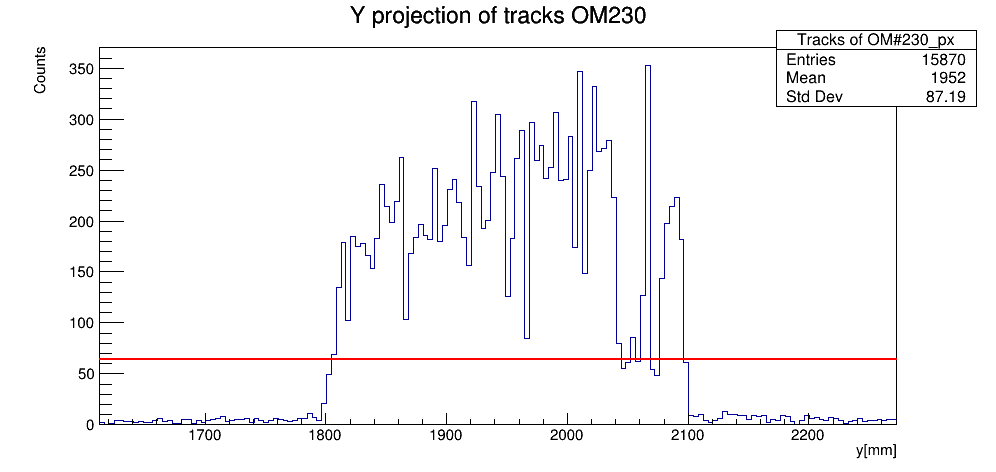 Y projection of tracks OM230
Tracks of OM#230_px
Entries 15870
Mean 1952
Std Dev 87.19
Counts
350
300
250
200
150
100
50
0
1700 1800 1900 2000 2100 2200
y[mm]